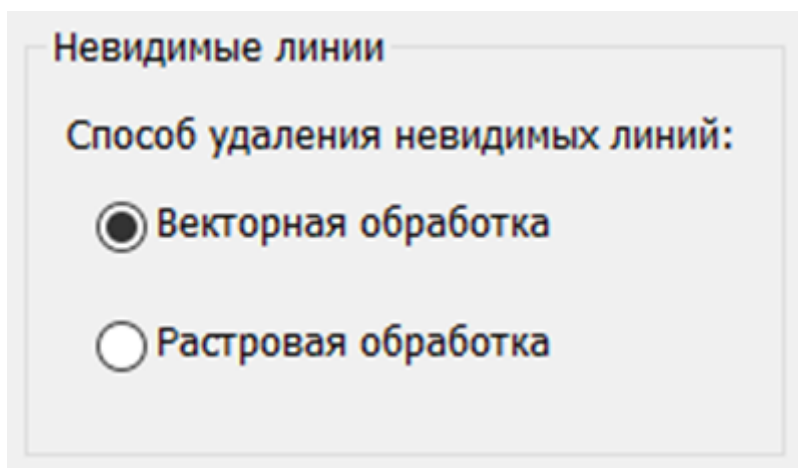 Невидимые линии
Способ удаления невидимых линий:
Векторная обработка
Растровая обработка